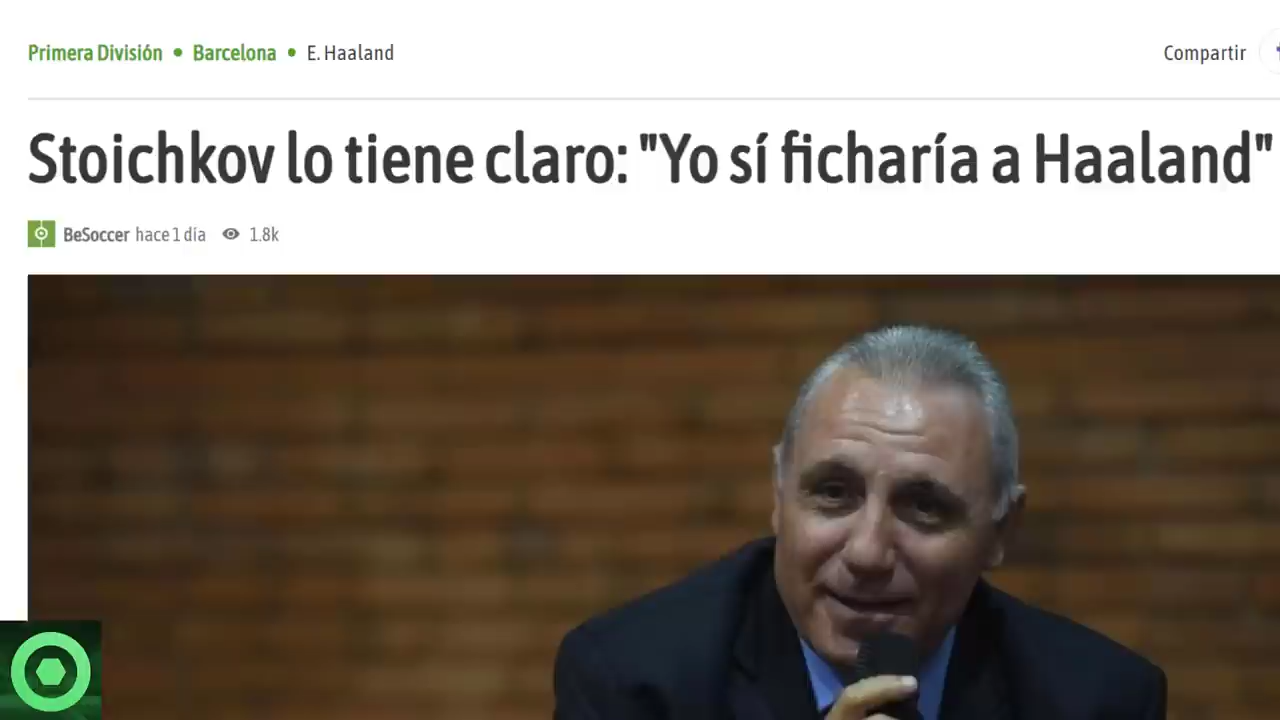 Primera División • Barcelona • E. Haaland
Compartir
Stoichkov lo tiene claro: "Yo sí ficharía a Haaland"
BeSoccer hace 1 día 1.8k